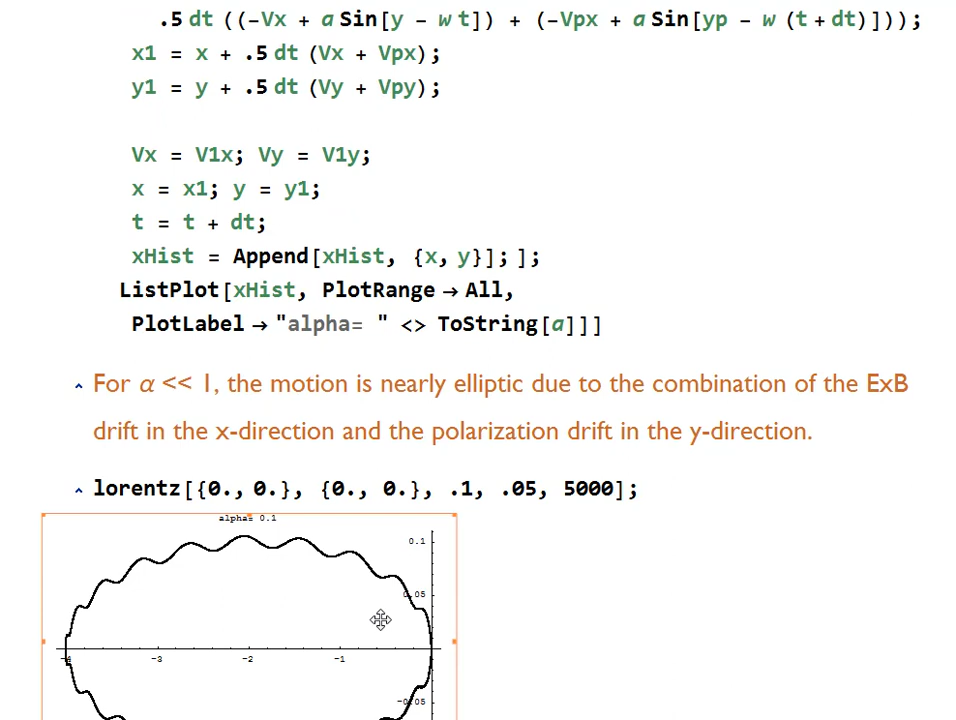 .5 dt ((-Vx + a Sin[y - w t]) + (-Vpx + a Sin[yp - w (t + dt)]));
x1 = x + .5 dt (Vx + Vpx);
y1 = y + .5 dt (Vy + Vpy);
Vx = V1x; Vy = V1y;
x = x1; y = y1;
t = t + dt;
xHist = Append[xHist, {x, y}]; ];
ListPlot[xHist, PlotRange → All,
PlotLabel → "alpha= " <> ToString[a]]]
For α << 1, the motion is nearly elliptic due to the combination of the ExB
drift in the x-direction and the polarization drift in the y-direction.
lorentz[{0., 0.}, {0., 0.}, .1, .05, 5000];
alpha= 0.1
0.1
0.05
-4 -3 -2 -1
-0.05